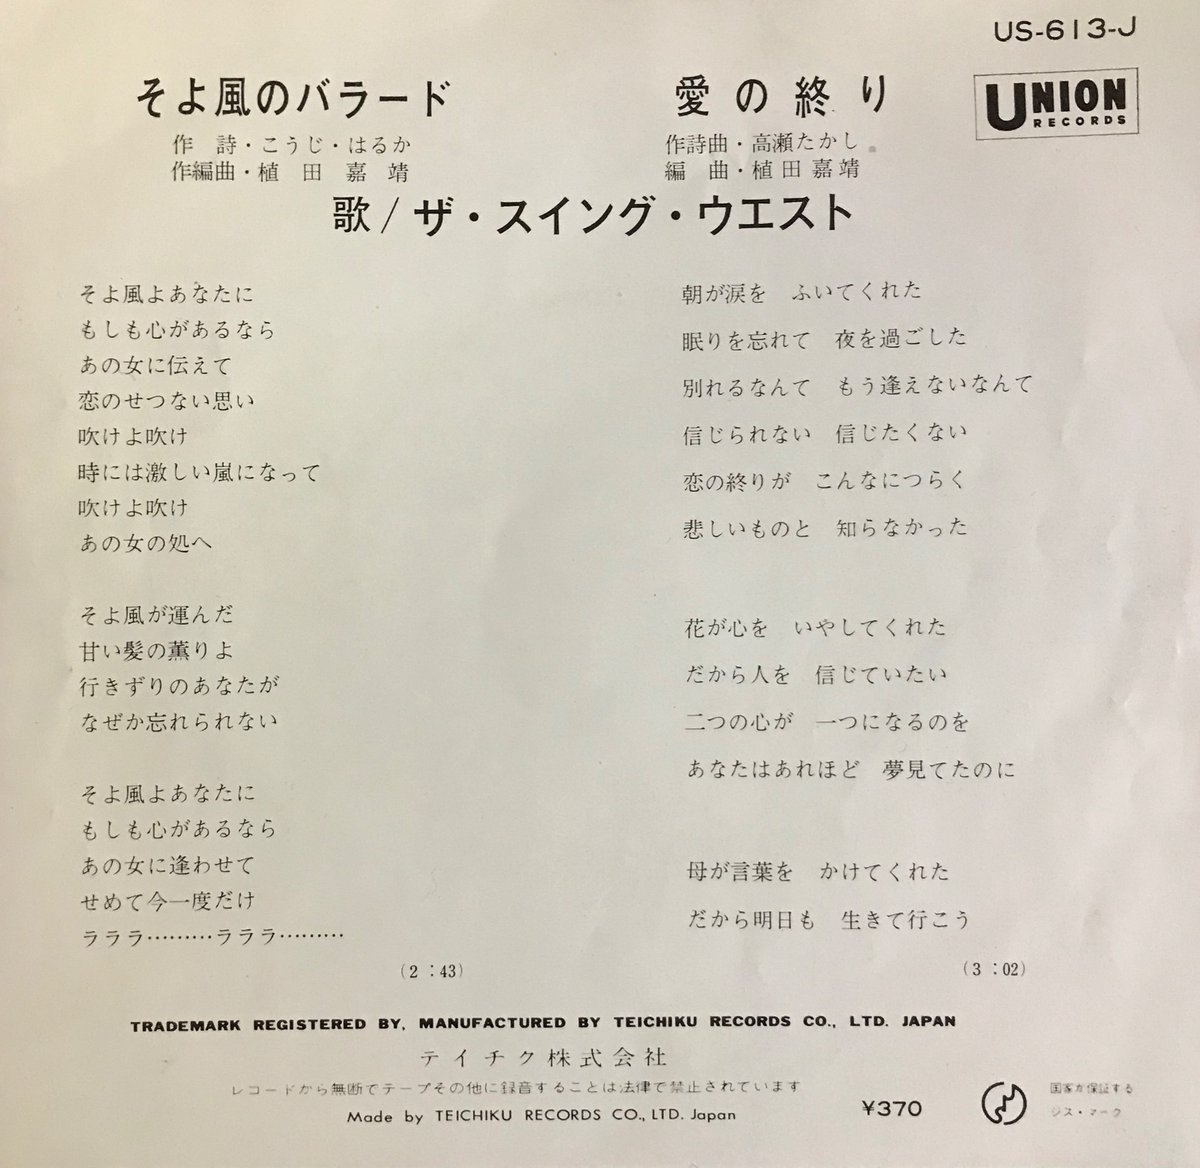 US-613-J
UNION
RECORDS
そよ風のバラード
作 詩・こうじ・はるか
作編曲・植 田 嘉 靖
愛の終り
作詩曲・高瀬たかし
編 曲・植田嘉靖
歌/ザ・スイング・ウエスト
そよ風よあなたに
もしも心があるなら
あの女に伝えて
恋のせつない思い
吹けよ吹け
時には激しい嵐になって
吹けよ吹け
あの女の処へ
そよ風が運んだ
甘い髪の薫りよ
行きずりのあなたが
なぜか忘れられない
そよ風よあなたに
もしも心があるなら
あの女に逢わせて
せめて今一度だけ
ラララ………ラララ………
(2:43)
朝が涙を ふいてくれた
眠りを忘れて 夜を過ごした
別れるなんて もう逢えないなんて
信じられない 信じたくない
恋の終りが こんなにつらく
悲しいものと 知らなかった
花が心を いやしてくれた
だから人を 信じていたい
二つの心が 一つになるのを
あなたはあれほど 夢見てたのに
母が言葉を かけてくれた
だから明日も 生きて行こう
(3:02)
TRADEMARK REGISTERED BY, MANUFACTURED BY TEICHIKU RECORDS CO., LTD. JAPAN
テイチク株式会社
レコードから無断でテープその他に録音することは法律で禁止されています
Made by TEICHIKU RECORDS CO., LTD. Japan
¥370
国家が保証する
ジス・マーク